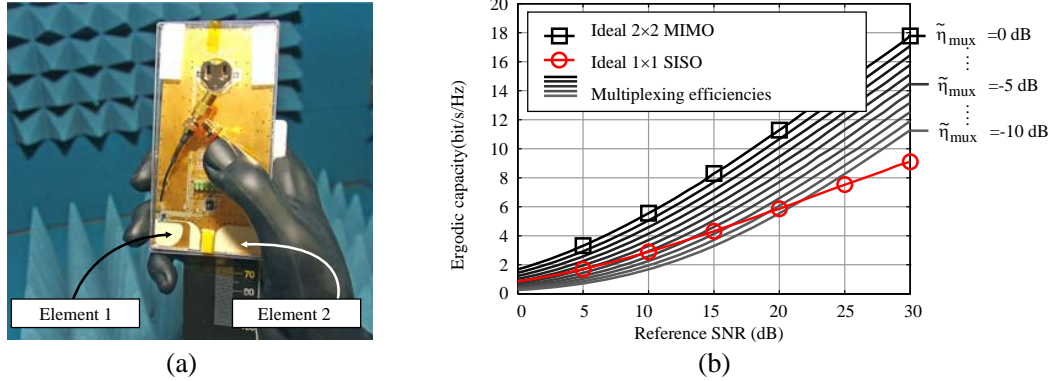 Element 1
Element 2
70
80
(a)
Ergodic capacity(bit/s/Hz)
20
18
16
14
12
10
8
6
4
2
0
Ideal 2×2 MIMO
Ideal 1×1 SISO
Multiplexing efficiencies
η̃mux =0 dB
η̃mux =-5 dB
η̃mux =-10 dB
0 5 10 15 20 25 30
Reference SNR (dB)
(b)